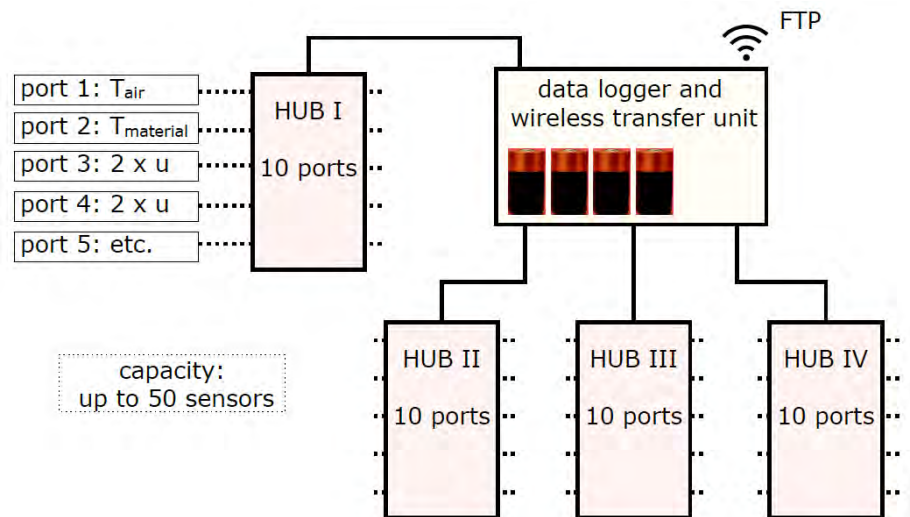 FTP
data logger and
wireless transfer unit
HUB I
10 ports
port 1: Tair
port 2: Tmaterial
port 3: 2 x u
port 4: 2 x u
port 5: etc.
capacity:
up to 50 sensors
HUB II
10 ports
HUB III
10 ports
HUB IV
10 ports